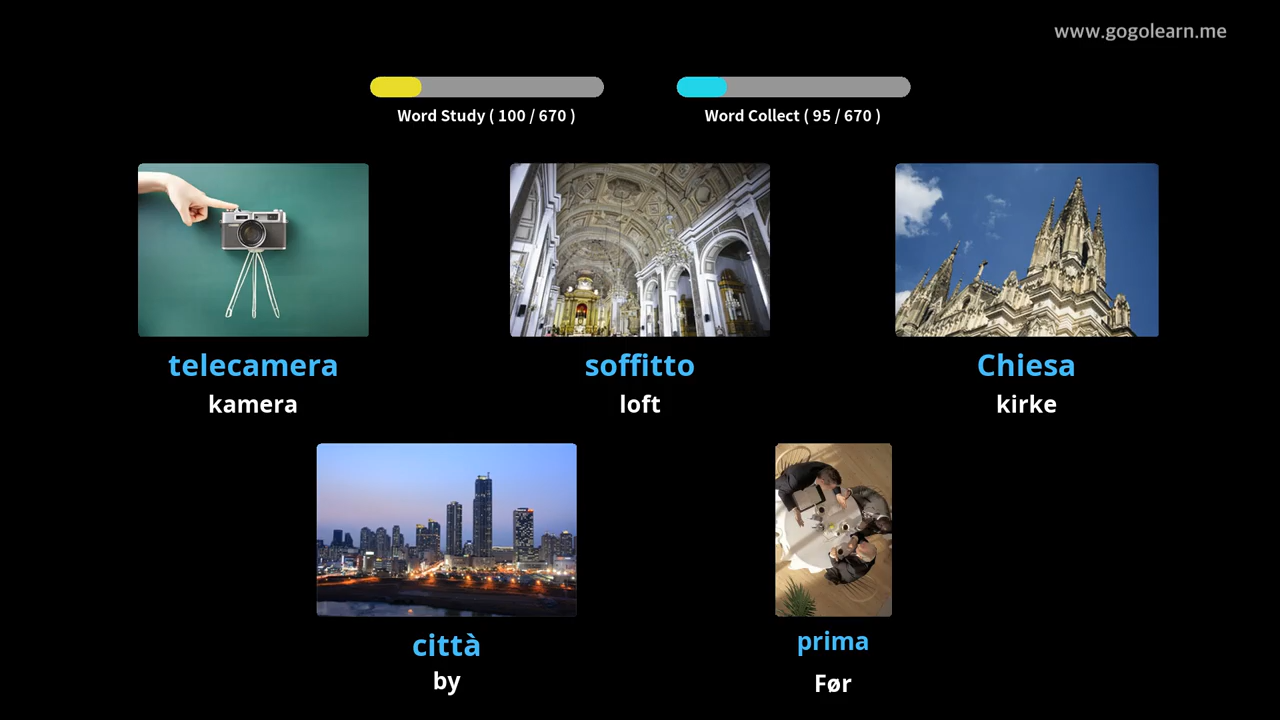 www.gogolearn.me
Word Study ( 100 / 670 )
Word Collect ( 95 / 670 )
telecamera
kamera
soffitto
loft
Chiesa
kirke
città
by
prima
Før